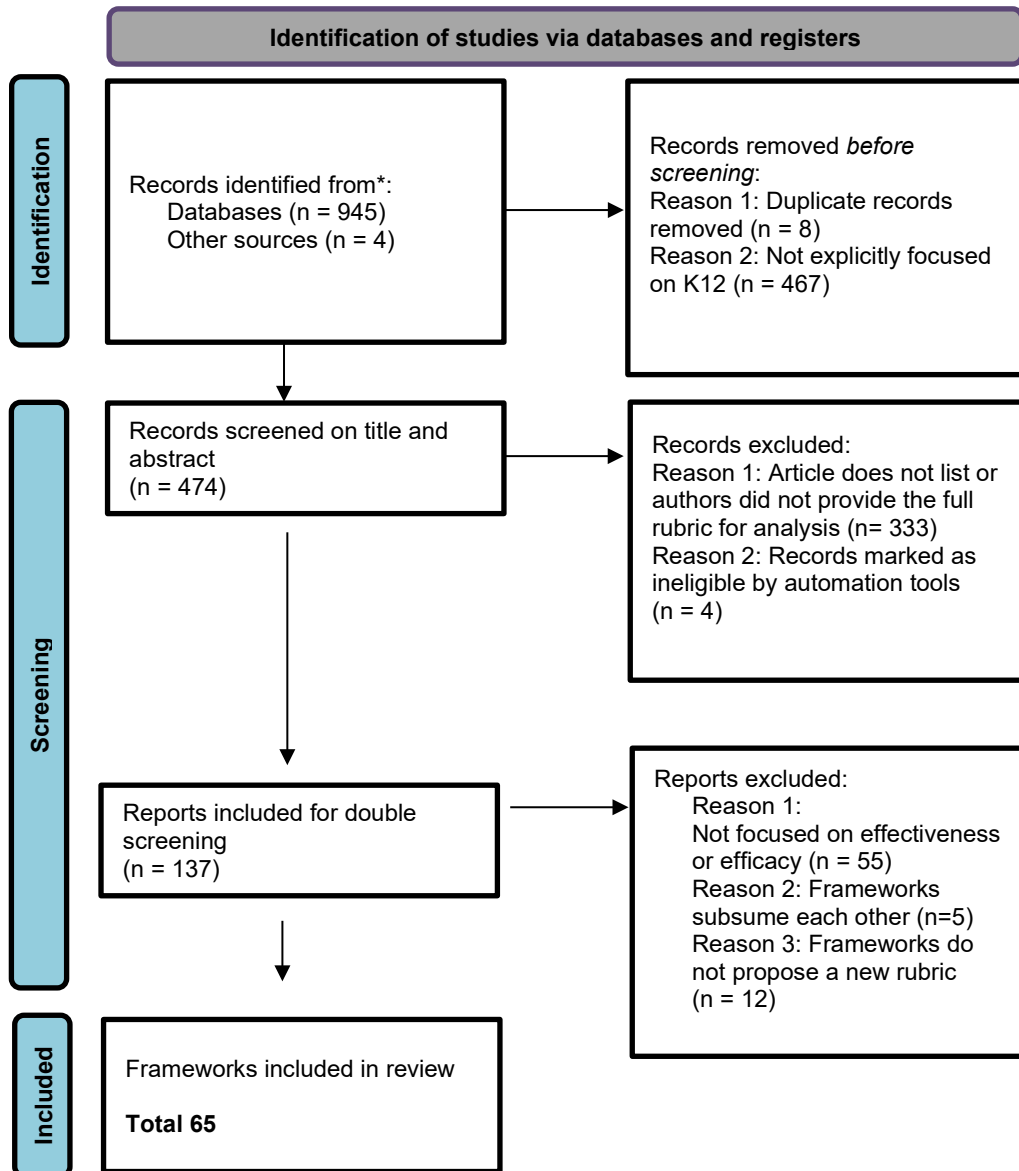 Identification of studies via databases and registers
Identification
Records identified from*:
Databases (n = 945)
Other sources (n = 4)
Records removed before
screening:
Reason 1: Duplicate records
removed (n = 8)
Reason 2: Not explicitly focused
on K12 (n = 467)
Screening
Records screened on title and
abstract
(n = 474)
Records excluded:
Reason 1: Article does not list or
authors did not provide the full
rubric for analysis (n= 333)
Reason 2: Records marked as
ineligible by automation tools
(n = 4)
Reports included for double
screening
(n = 137)
Reports excluded:
Reason 1:
Not focused on effectiveness
or efficacy (n = 55)
Reason 2: Frameworks
subsume each other (n=5)
Reason 3: Frameworks do
not propose a new rubric
(n = 12)
Included
Frameworks included in review
Total 65